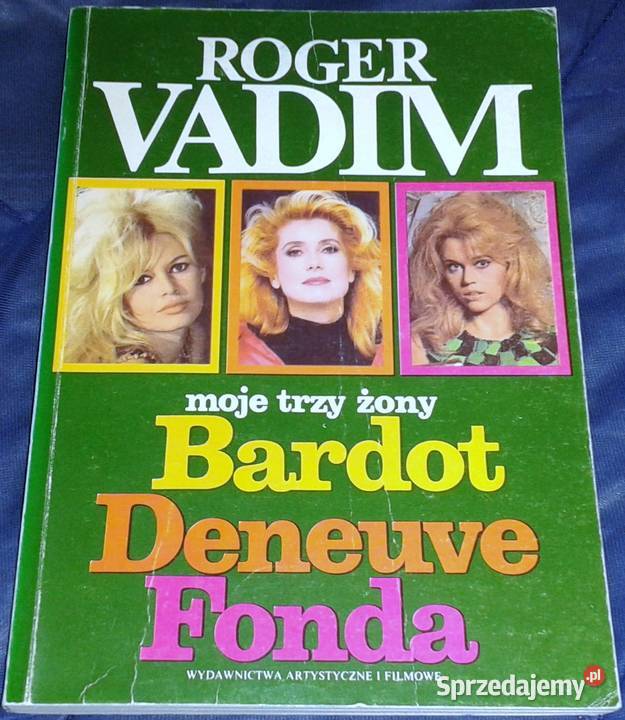 ROGER
VADIM
moje trzy żony
Bardot
Deneuve
Fonda
WYDAWNICTWA ARTYSTYCZNE I FILMOWE
Sprzedajemy.pl